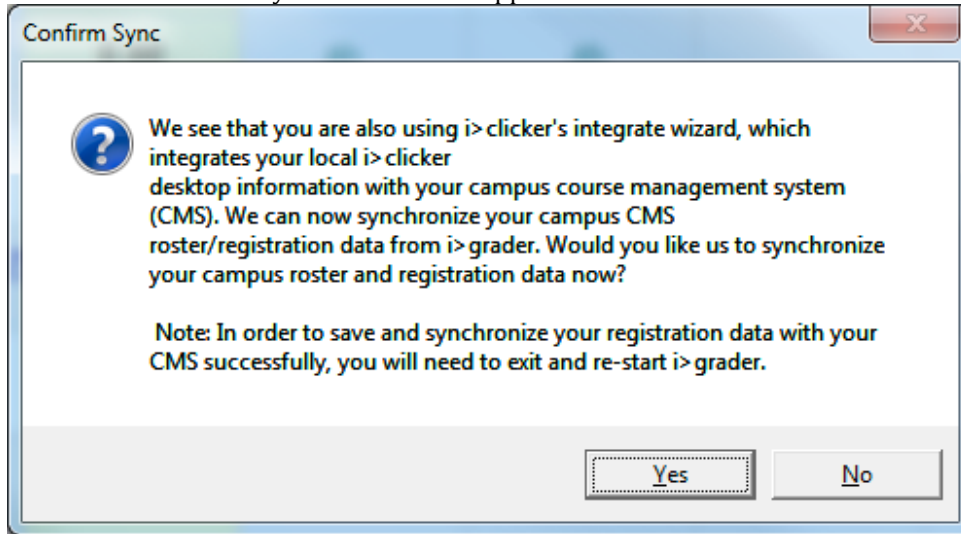 Confirm Sync
We see that you are also using i>clicker's integrate wizard, which
integrates your local i>clicker
desktop information with your campus course management system
(CMS). We can now synchronize your campus CMS
roster/registration data from i>grader. Would you like us to synchronize
your campus roster and registration data now?
Note: In order to save and synchronize your registration data with your
CMS successfully, you will need to exit and re-start i>grader.
Yes
No